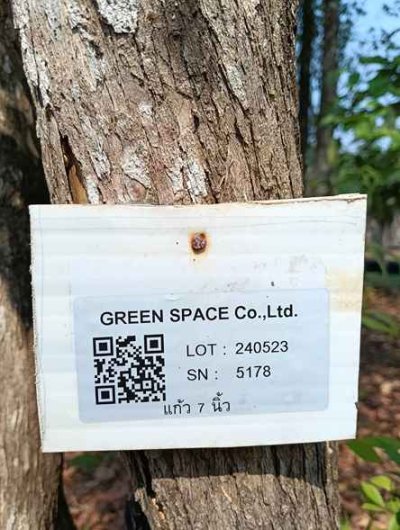 GREEN SPACE Co.,Ltd.
LOT : 240523
SN : 5178
แก้ว 7 นิ้ว